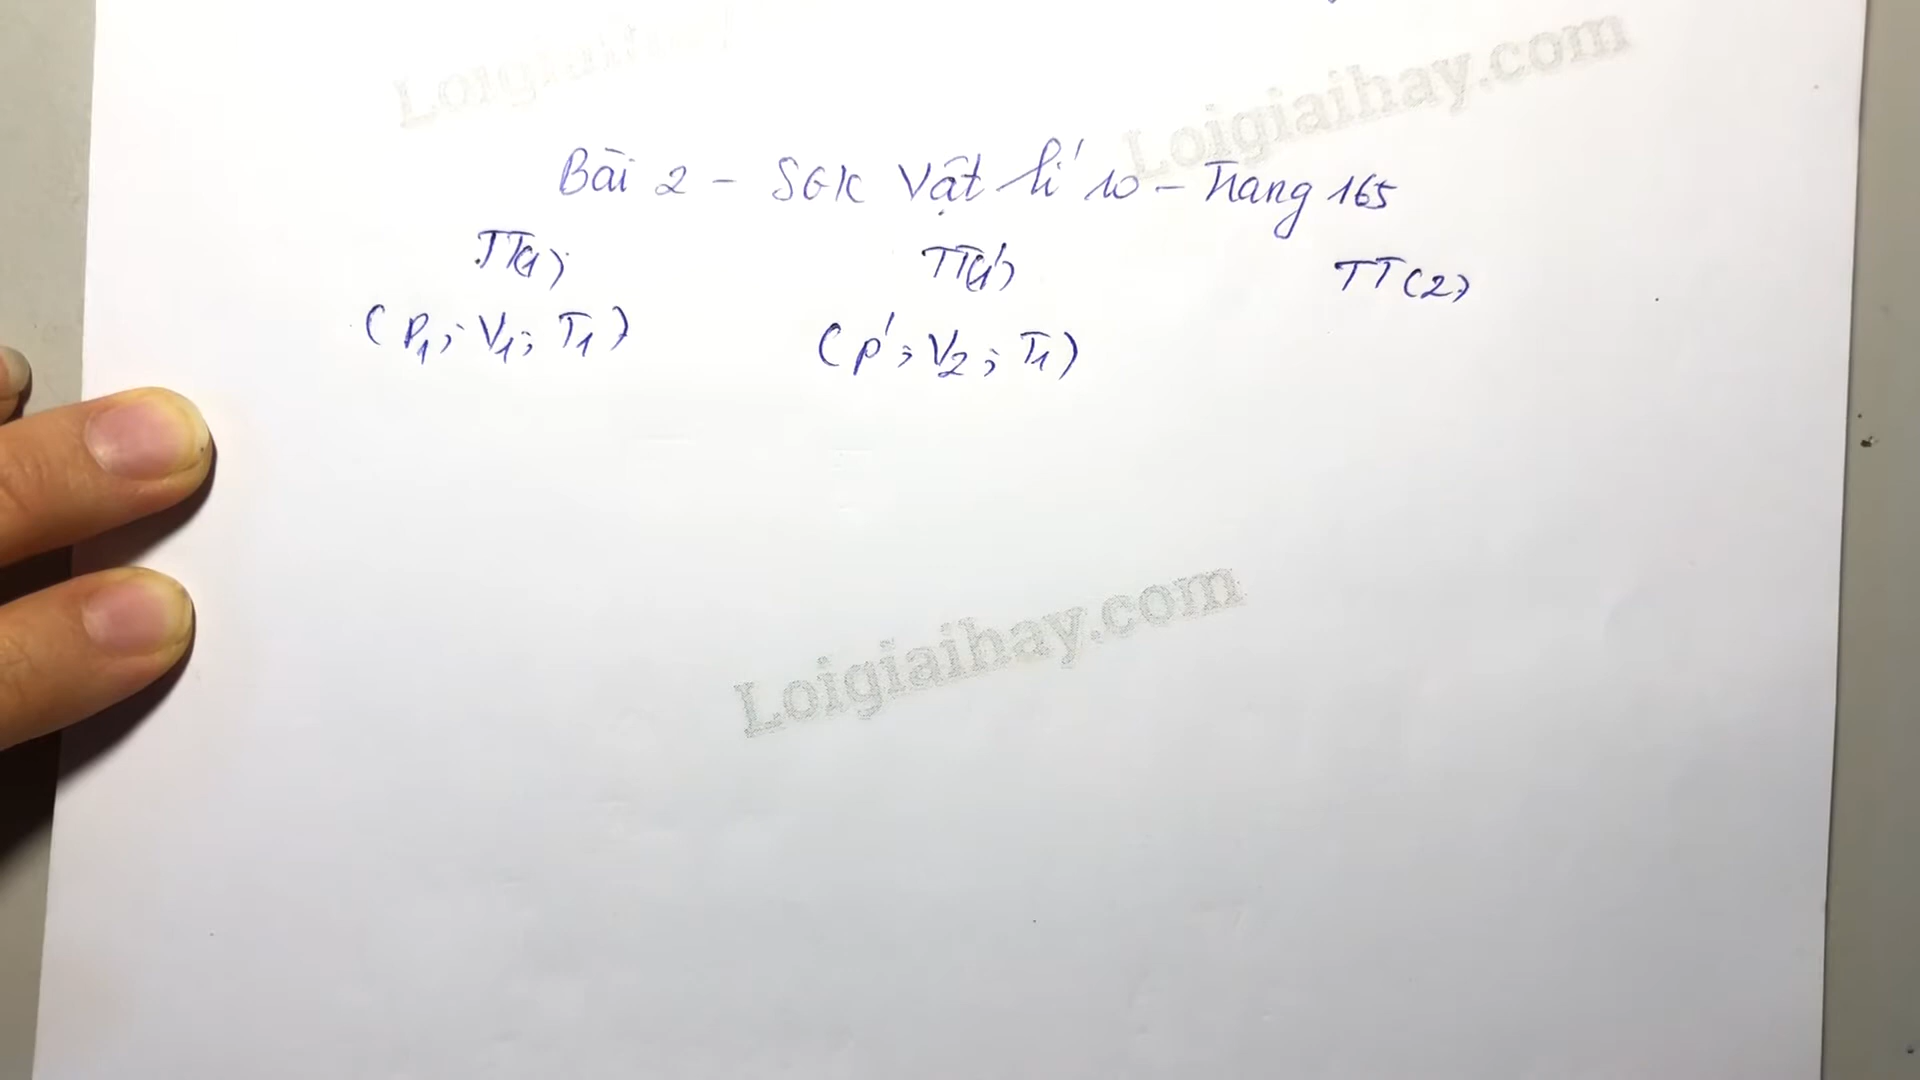 Loigiaihay.com
Loigiaihay.com
Bài 2 - SGK Vật lí 10 - Trang 165
TT(1) TT(1') TT(2)
(P1; V1; T1) (p'; V2; T1)
Loigiaihay.com